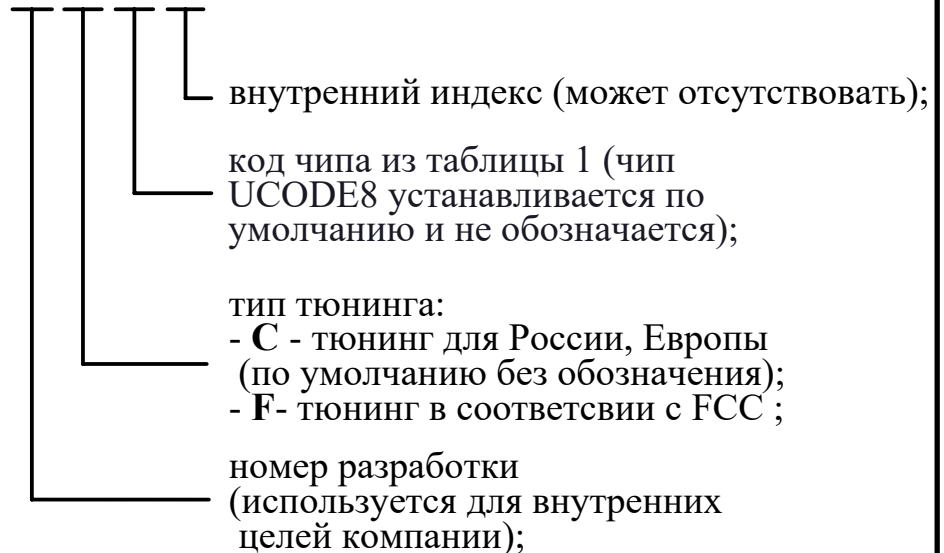 внутренний индекс (может отсутствовать);
код чипа из таблицы 1 (чип
UCODE8 устанавливается по
умолчанию и не обозначается);
тип тюнинга:
- С - тюнинг для России, Европы
(по умолчанию без обозначения);
- F- тюнинг в соответсвии с FCC ;
номер разработки
(используется для внутренних
целей компании);